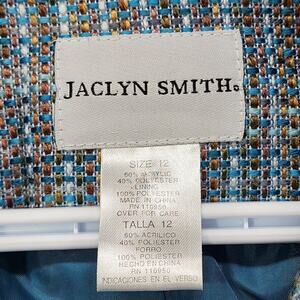 JACLYN SMITH®
SIZE 12
60% ACRYLIC
40% POLYESTER
LINING
100% POLYESTER
MADE IN CHINA
RN 110950
OVER FOR CARE
TALLA 12
60% ACRILICO
40% POLIESTER
FORRO
100% POLIESTER
HECHO EN CHINA
RN 110950
INDICACIONES EN EL VERSO